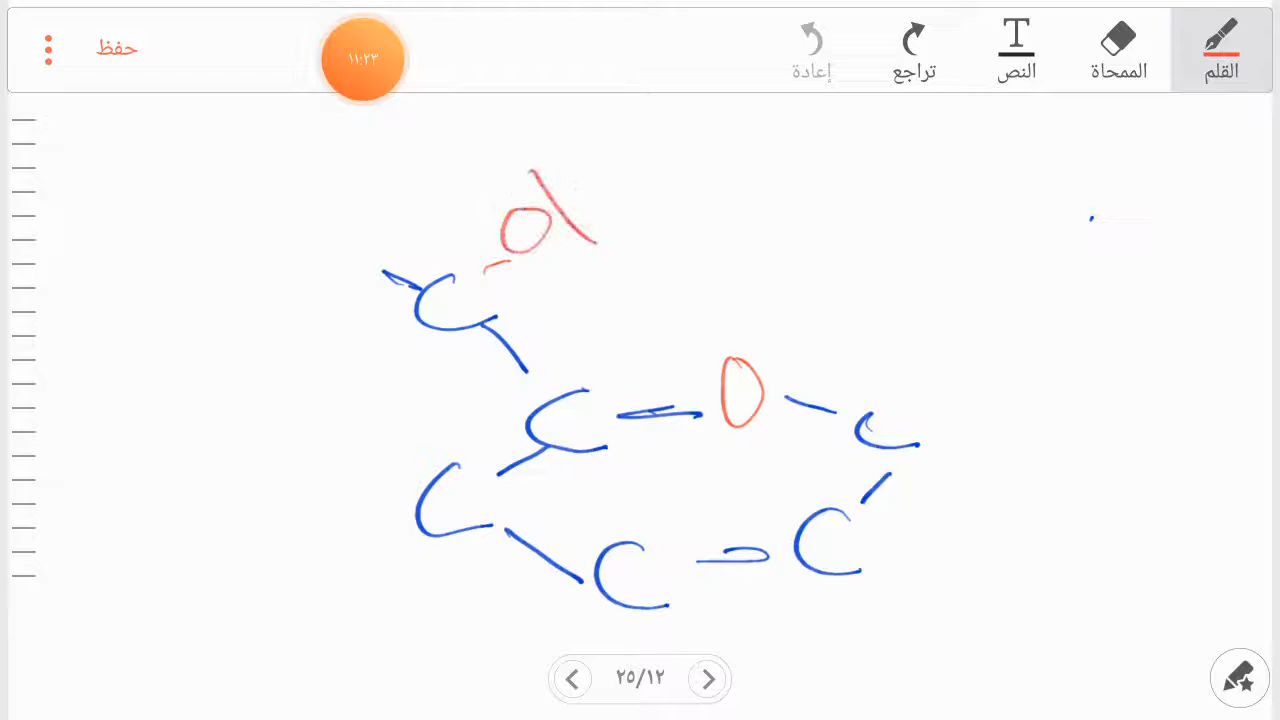 حفظ
١١:٢٣
إعادة
تراجع
النص
الممحاة
القلم
O
C
C = O - C
C
C = C
٢٥/١٢